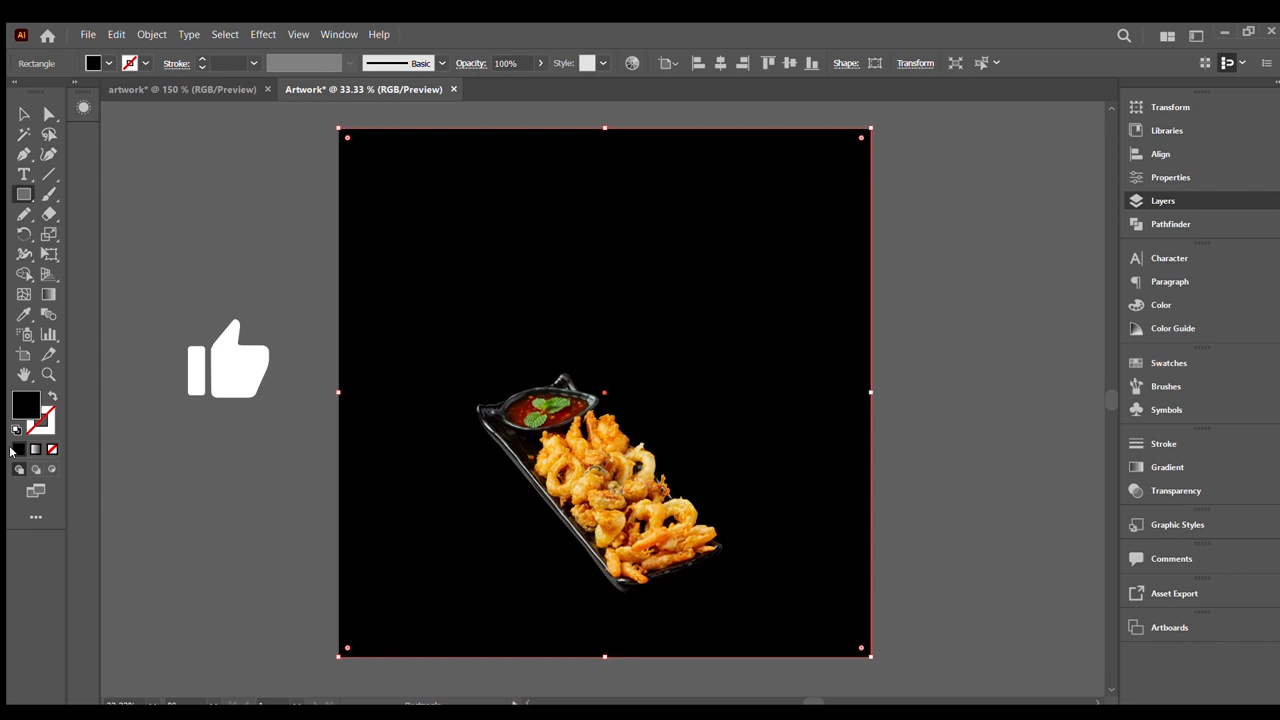 Ai
File Edit Object Type Select Effect View Window Help
Rectangle Stroke: Basic Opacity: 100% Style: Shape: Transform
artwork* @ 150 % (RGB/Preview) × Artwork* @ 33.33 % (RGB/Preview) ×
Transform
Libraries
Align
Properties
Layers
Pathfinder
Character
Paragraph
Color
Color Guide
Swatches
Brushes
Symbols
Stroke
Gradient
Transparency
Graphic Styles
Comments
Asset Export
Artboards